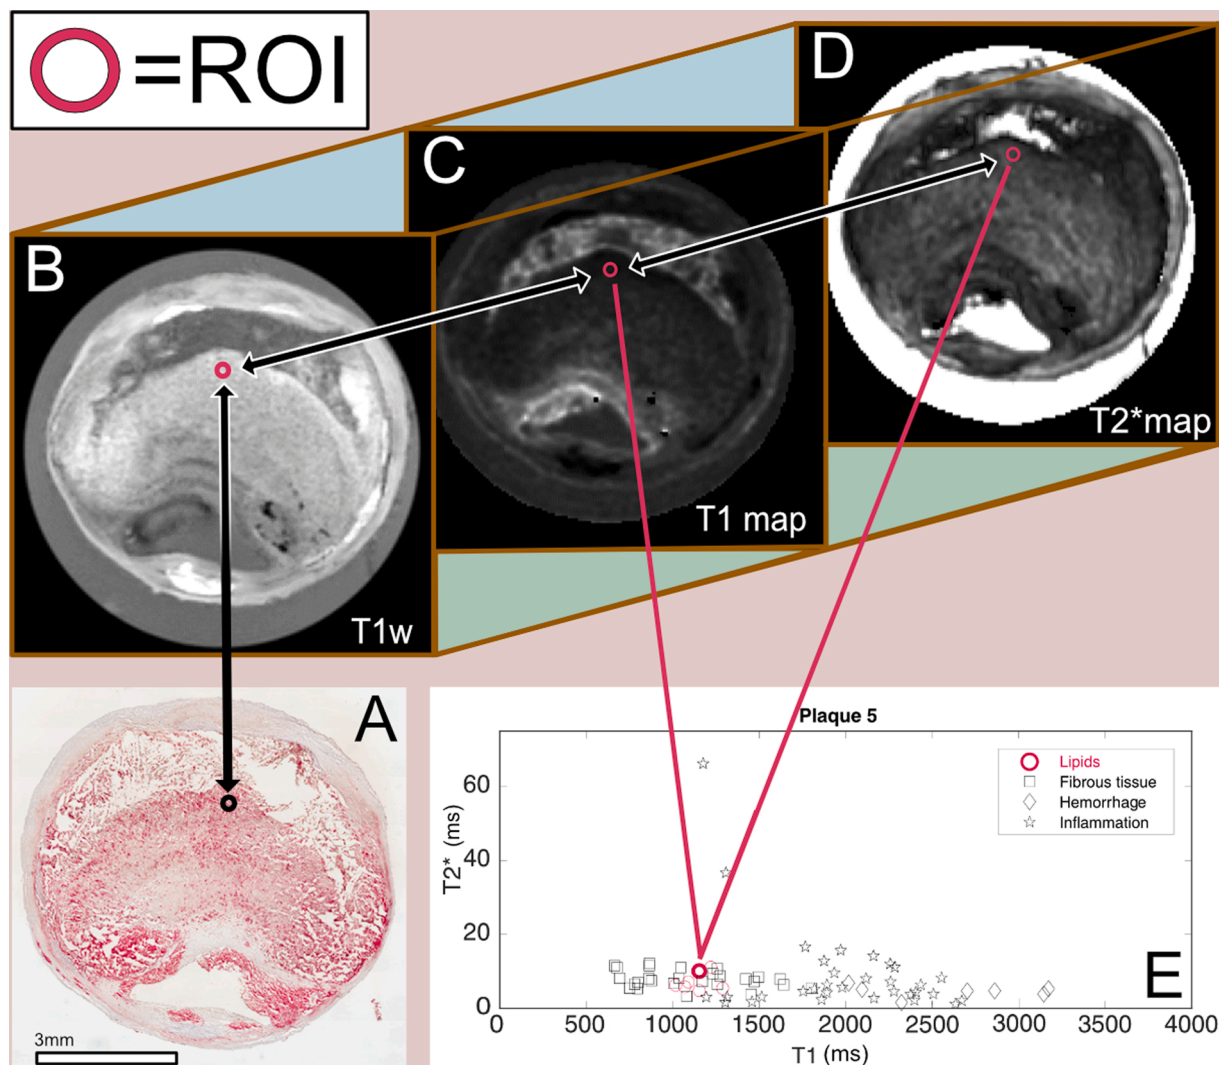 =ROI
D
C
B
T2*map
T1 map
T1w
A
3mm
Plaque 5
Lipids
Fibrous tissue
Hemorrhage
Inflammation
60
40
20
0
T2* (ms)
E
0 500 1000 1500 2000 2500 3000 3500 4000
T1 (ms)